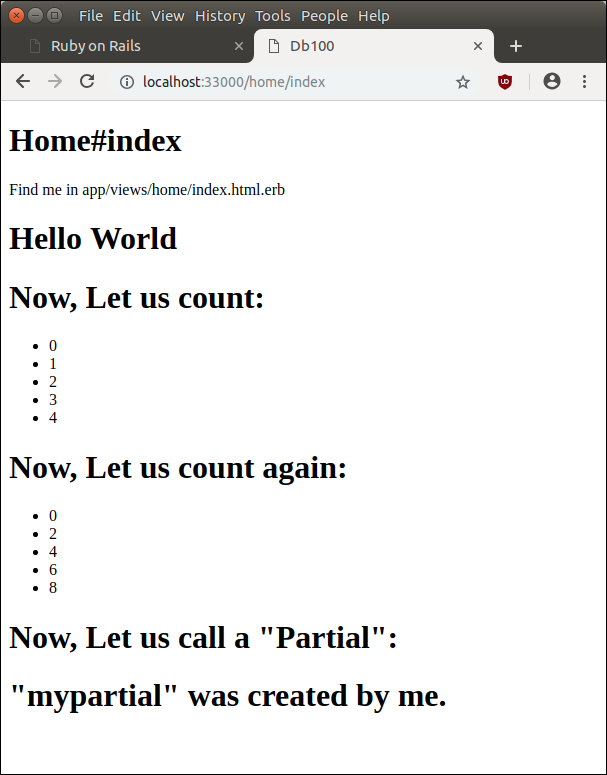 File Edit View History Tools People Help
Ruby on Rails
Db100
localhost:33000/home/index
Home#index
Find me in app/views/home/index.html.erb
Hello World
Now, Let us count:
0
1
2
3
4
Now, Let us count again:
0
2
4
6
8
Now, Let us call a "Partial":
"mypartial" was created by me.